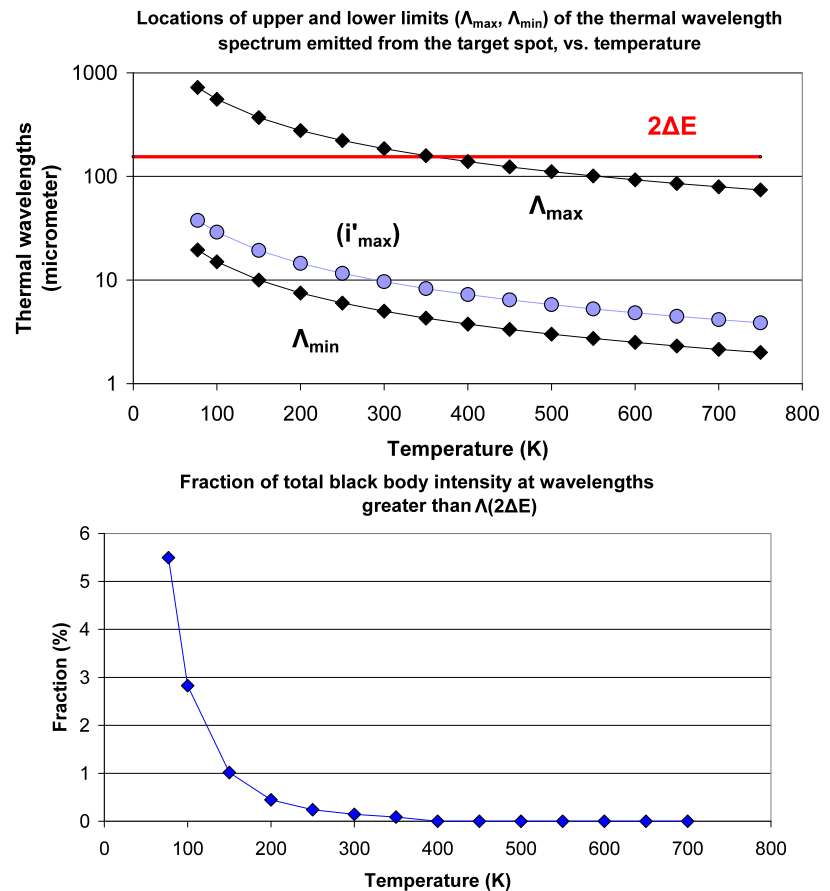 Locations of upper and lower limits (Λmax, Λmin) of the thermal wavelength
spectrum emitted from the target spot, vs. temperature
Thermal wavelengths
(micrometer)
1000
100
10
1
2ΔE
Λmax
(i'max)
Λmin
0 100 200 300 400 500 600 700 800
Temperature (K)
Fraction of total black body intensity at wavelengths
greater than Λ(2ΔE)
Fraction (%)
6
5
4
3
2
1
0
0 100 200 300 400 500 600 700 800
Temperature (K)